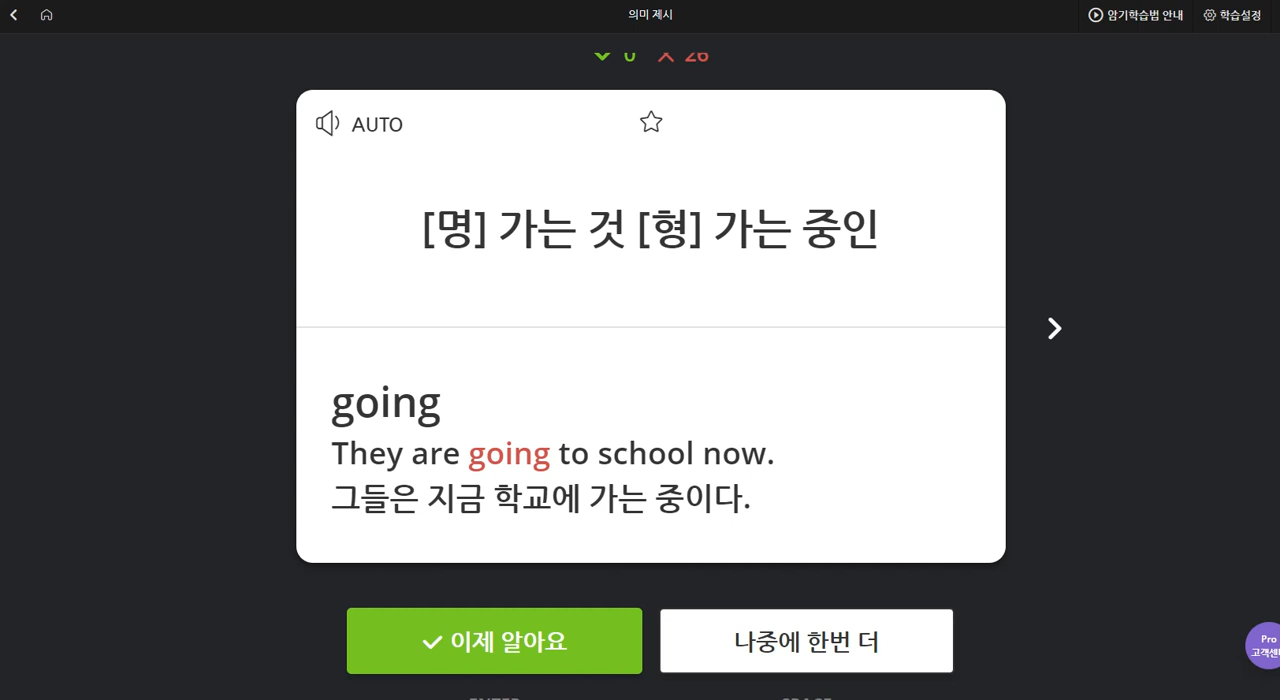 의미 제시
암기학습법 안내
학습설정
0 26
AUTO
[명] 가는 것 [형] 가는 중인
going
They are going to school now.
그들은 지금 학교에 가는 중이다.
이제 알아요
나중에 한번 더
Pro